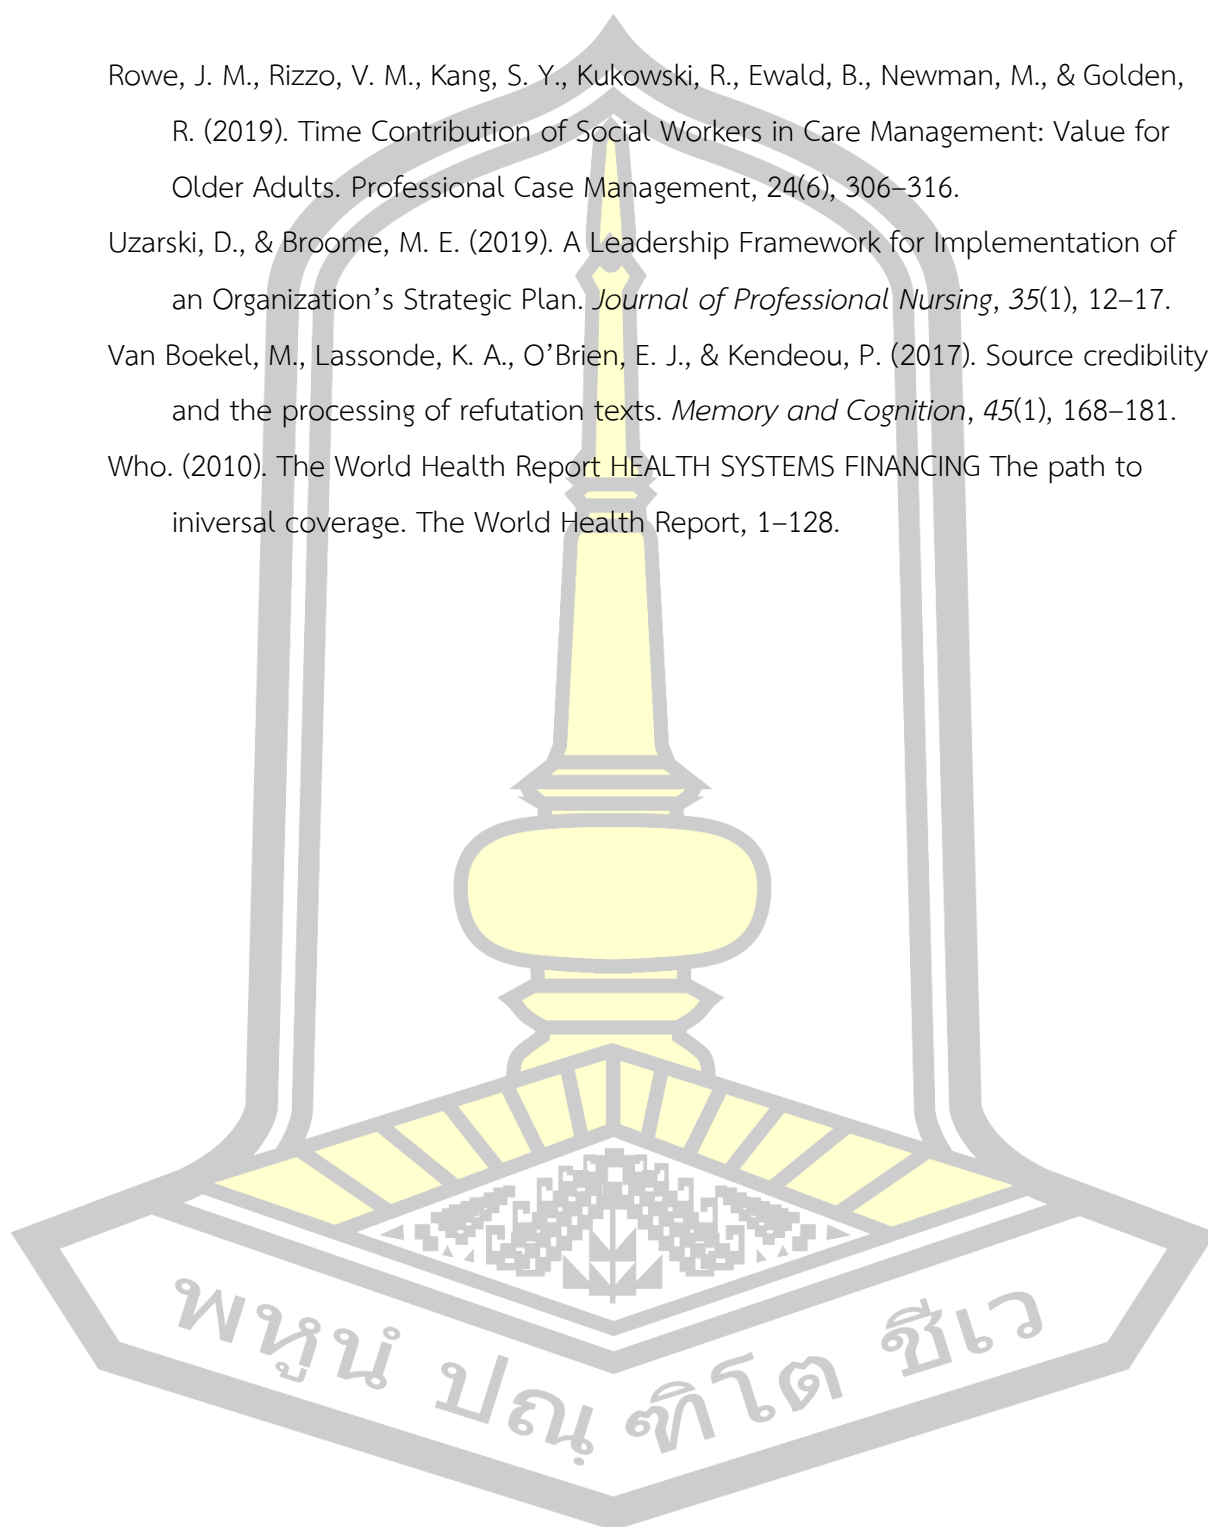 Rowe, J. M., Rizzo, V. M., Kang, S. Y., Kukowski, R., Ewald, B., Newman, M., & Golden,
R. (2019). Time Contribution of Social Workers in Care Management: Value for
Older Adults. Professional Case Management, 24(6), 306–316.
Uzarski, D., & Broome, M. E. (2019). A Leadership Framework for Implementation of
an Organization’s Strategic Plan. Journal of Professional Nursing, 35(1), 12–17.
Van Boekel, M., Lassonde, K. A., O’Brien, E. J., & Kendeou, P. (2017). Source credibility
and the processing of refutation texts. Memory and Cognition, 45(1), 168–181.
Who. (2010). The World Health Report HEALTH SYSTEMS FINANCING The path to
iniversal coverage. The World Health Report, 1–128.
พหูนํ ปณฺฑิโต ชีเว